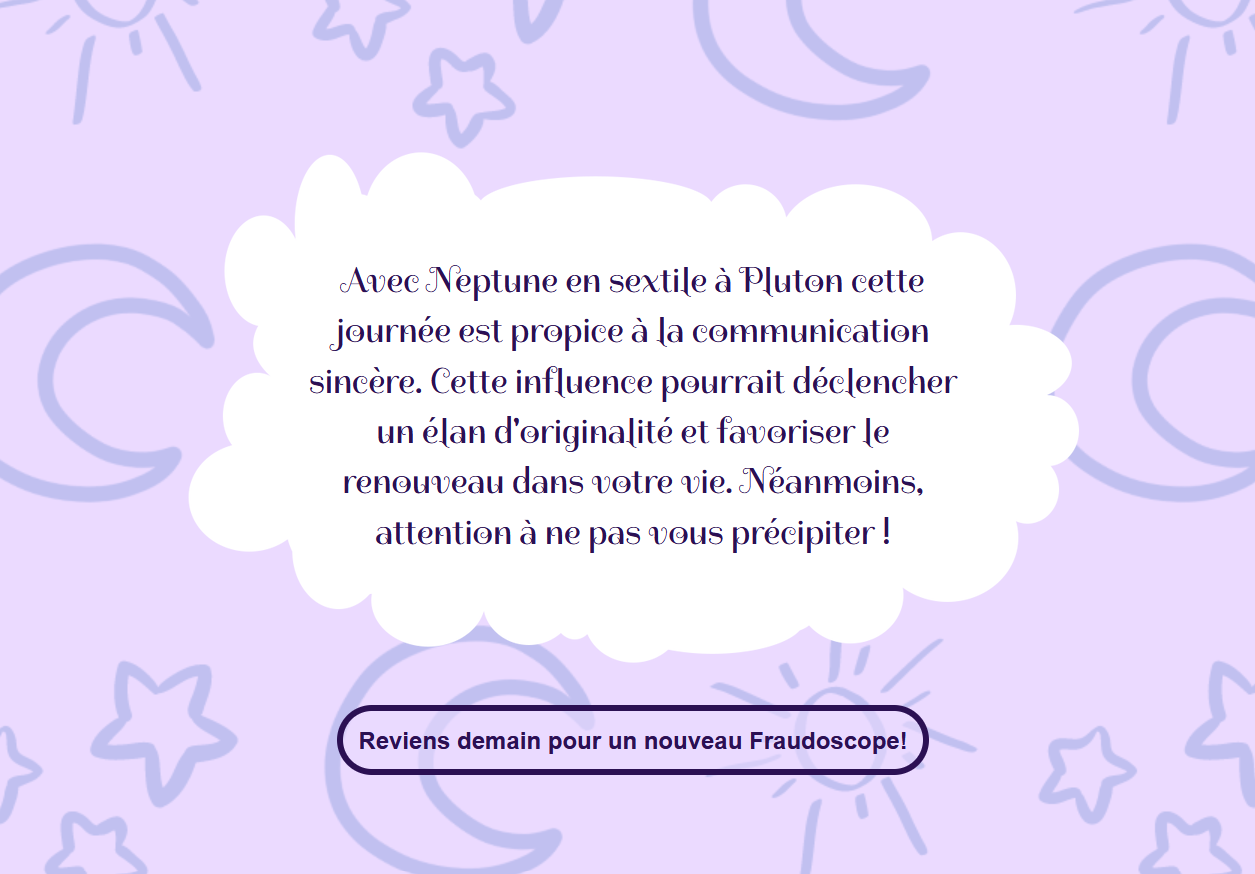 Avec Neptune en sextile à Pluton cette
journée est propice à la communication
sincère. Cette influence pourrait déclencher
un élan d'originalité et favoriser le
renouveau dans votre vie. Néanmoins,
attention à ne pas vous précipiter !
Reviens demain pour un nouveau Fraudoscope!